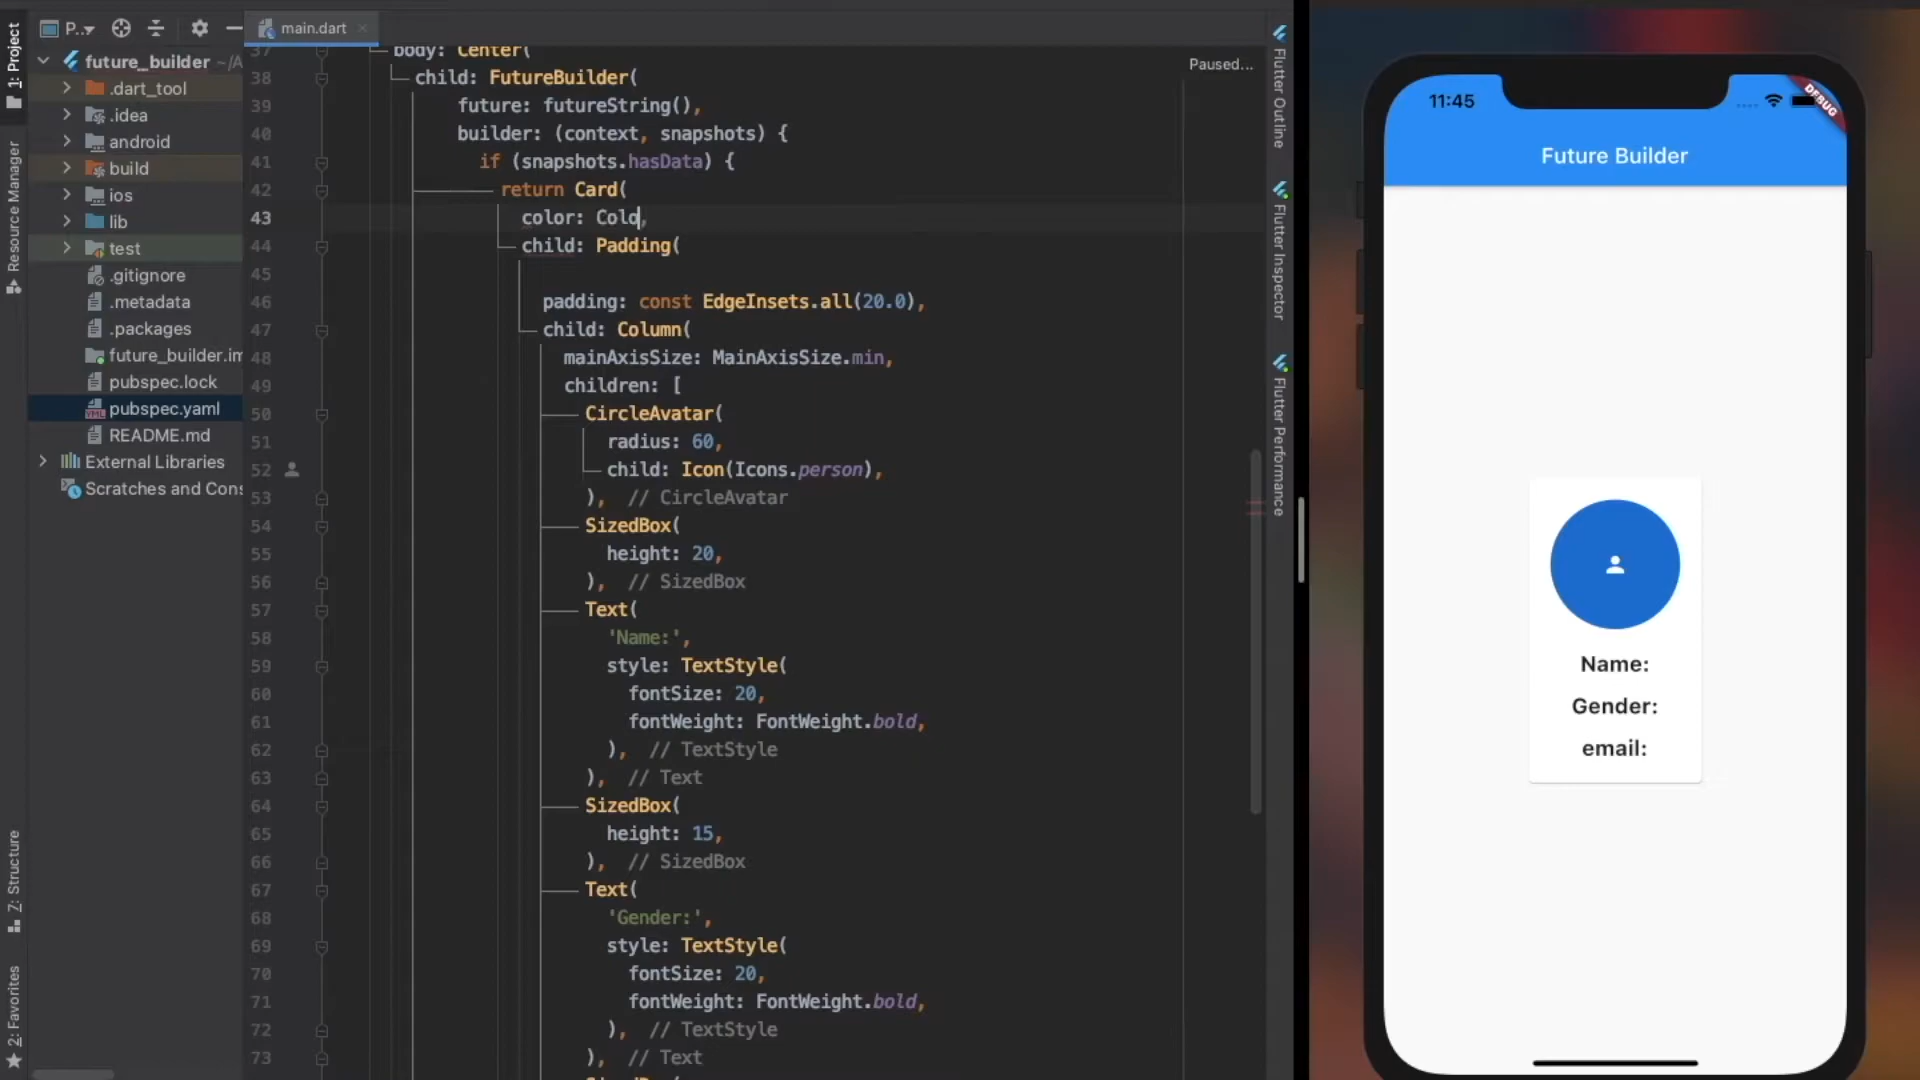 P..
main.dart
1: Project
Resource Manager
Z: Structure
2: Favorites
future_builder ~/A
.dart_tool
.idea
android
build
ios
lib
test
.gitignore
.metadata
.packages
future_builder.im
pubspec.lock
pubspec.yaml
README.md
External Libraries
Scratches and Cons
Paused...
37 body: Center(
38 child: FutureBuilder(
39 future: futureString(),
40 builder: (context, snapshots) {
41 if (snapshots.hasData) {
42 return Card(
43 color: Colo,
44 child: Padding(
45
46 padding: const EdgeInsets.all(20.0),
47 child: Column(
48 mainAxisSize: MainAxisSize.min,
49 children: [
50 CircleAvatar(
51 radius: 60,
52 child: Icon(Icons.person),
53 ), // CircleAvatar
54 SizedBox(
55 height: 20,
56 ), // SizedBox
57 Text(
58 'Name:',
59 style: TextStyle(
60 fontSize: 20,
61 fontWeight: FontWeight.bold,
62 ), // TextStyle
63 ), // Text
64 SizedBox(
65 height: 15,
66 ), // SizedBox
67 Text(
68 'Gender:',
69 style: TextStyle(
70 fontSize: 20,
71 fontWeight: FontWeight.bold,
72 ), // TextStyle
73 ), // Text
Flutter Outline
Flutter Inspector
Flutter Performance
11:45
DEBUG
Future Builder
Name:
Gender:
email: